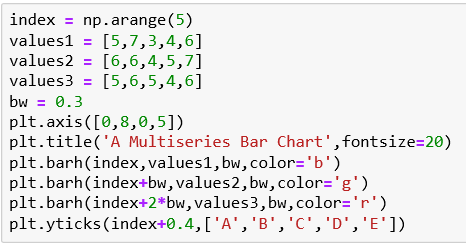 index = np.arange(5)
values1 = [5,7,3,4,6]
values2 = [6,6,4,5,7]
values3 = [5,6,5,4,6]
bw = 0.3
plt.axis([0,8,0,5])
plt.title('A Multiseries Bar Chart',fontsize=20)
plt.barh(index,values1,bw,color='b')
plt.barh(index+bw,values2,bw,color='g')
plt.barh(index+2*bw,values3,bw,color='r')
plt.yticks(index+0.4,['A','B','C','D','E'])